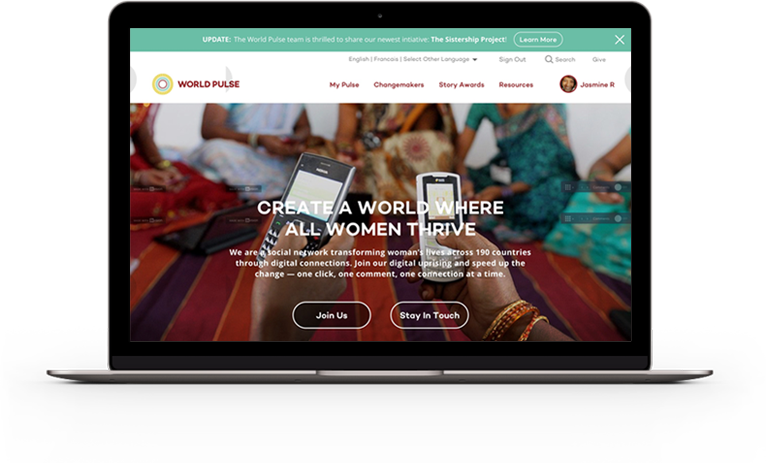 UPDATE: The World Pulse team is thrilled to share our newest intiative: The Sistership Project! Learn More
English | Francais | Select Other Language Sign Out Search Give
WORLD PULSE My Pulse Changemakers Story Awards Resources Jasmine R
NOKIA
CREATE A WORLD WHERE
ALL WOMEN THRIVE
We are a social network transforming woman's lives across 190 countries
through digital connections. Join our digital uprising and speed up the
change — one click, one comment, one connection at a time.
Join Us Stay In Touch